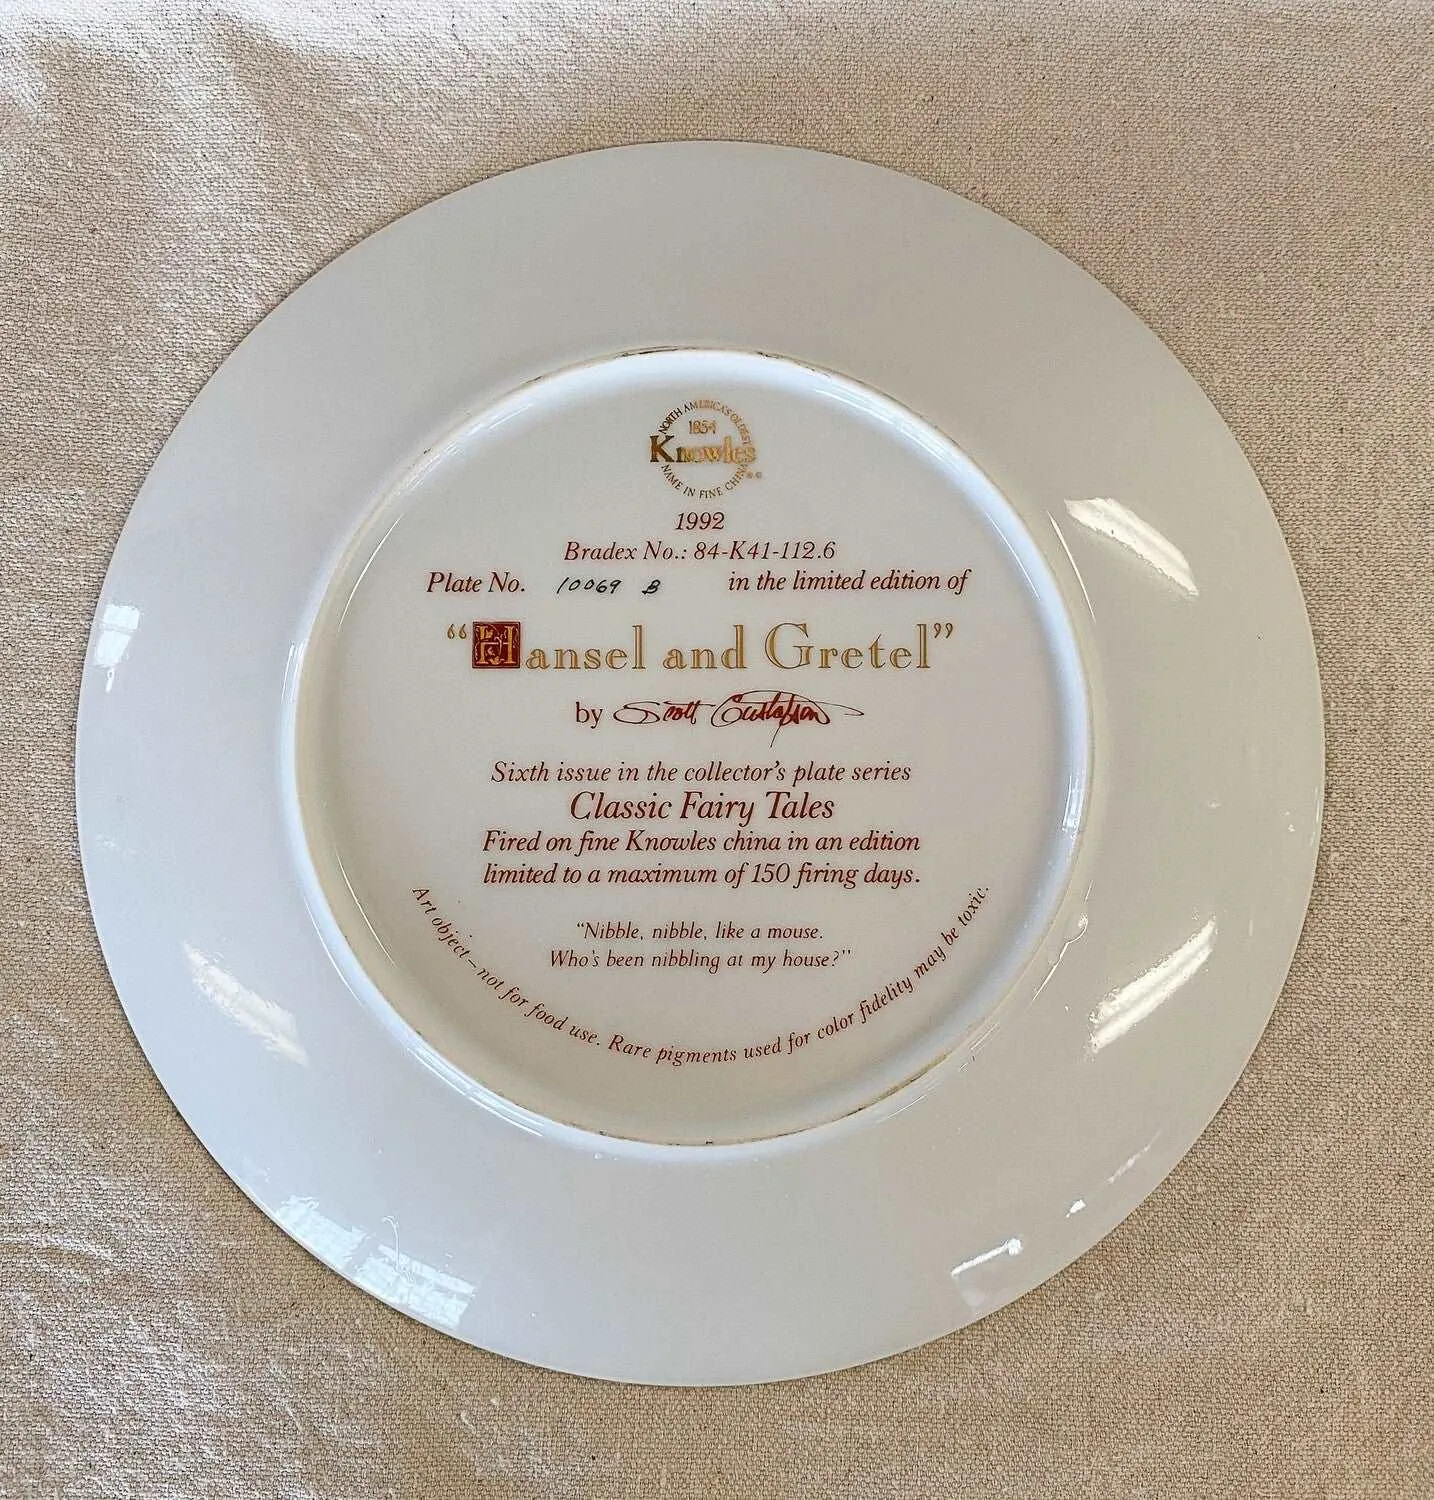 NORTH AMERICA'S OLDEST
1854
Knowles
NAME IN FINE CHINA
1992
Bradex No.: 84-K41-112.6
Plate No. 10069 B in the limited edition of
“Hansel and Gretel”
by Scott Gustafson
Sixth issue in the collector's plate series
Classic Fairy Tales
Fired on fine Knowles china in an edition
limited to a maximum of 150 firing days.
“Nibble, nibble, like a mouse.
Who's been nibbling at my house?”
Art object – not for food use. Rare pigments used for color fidelity may be toxic.